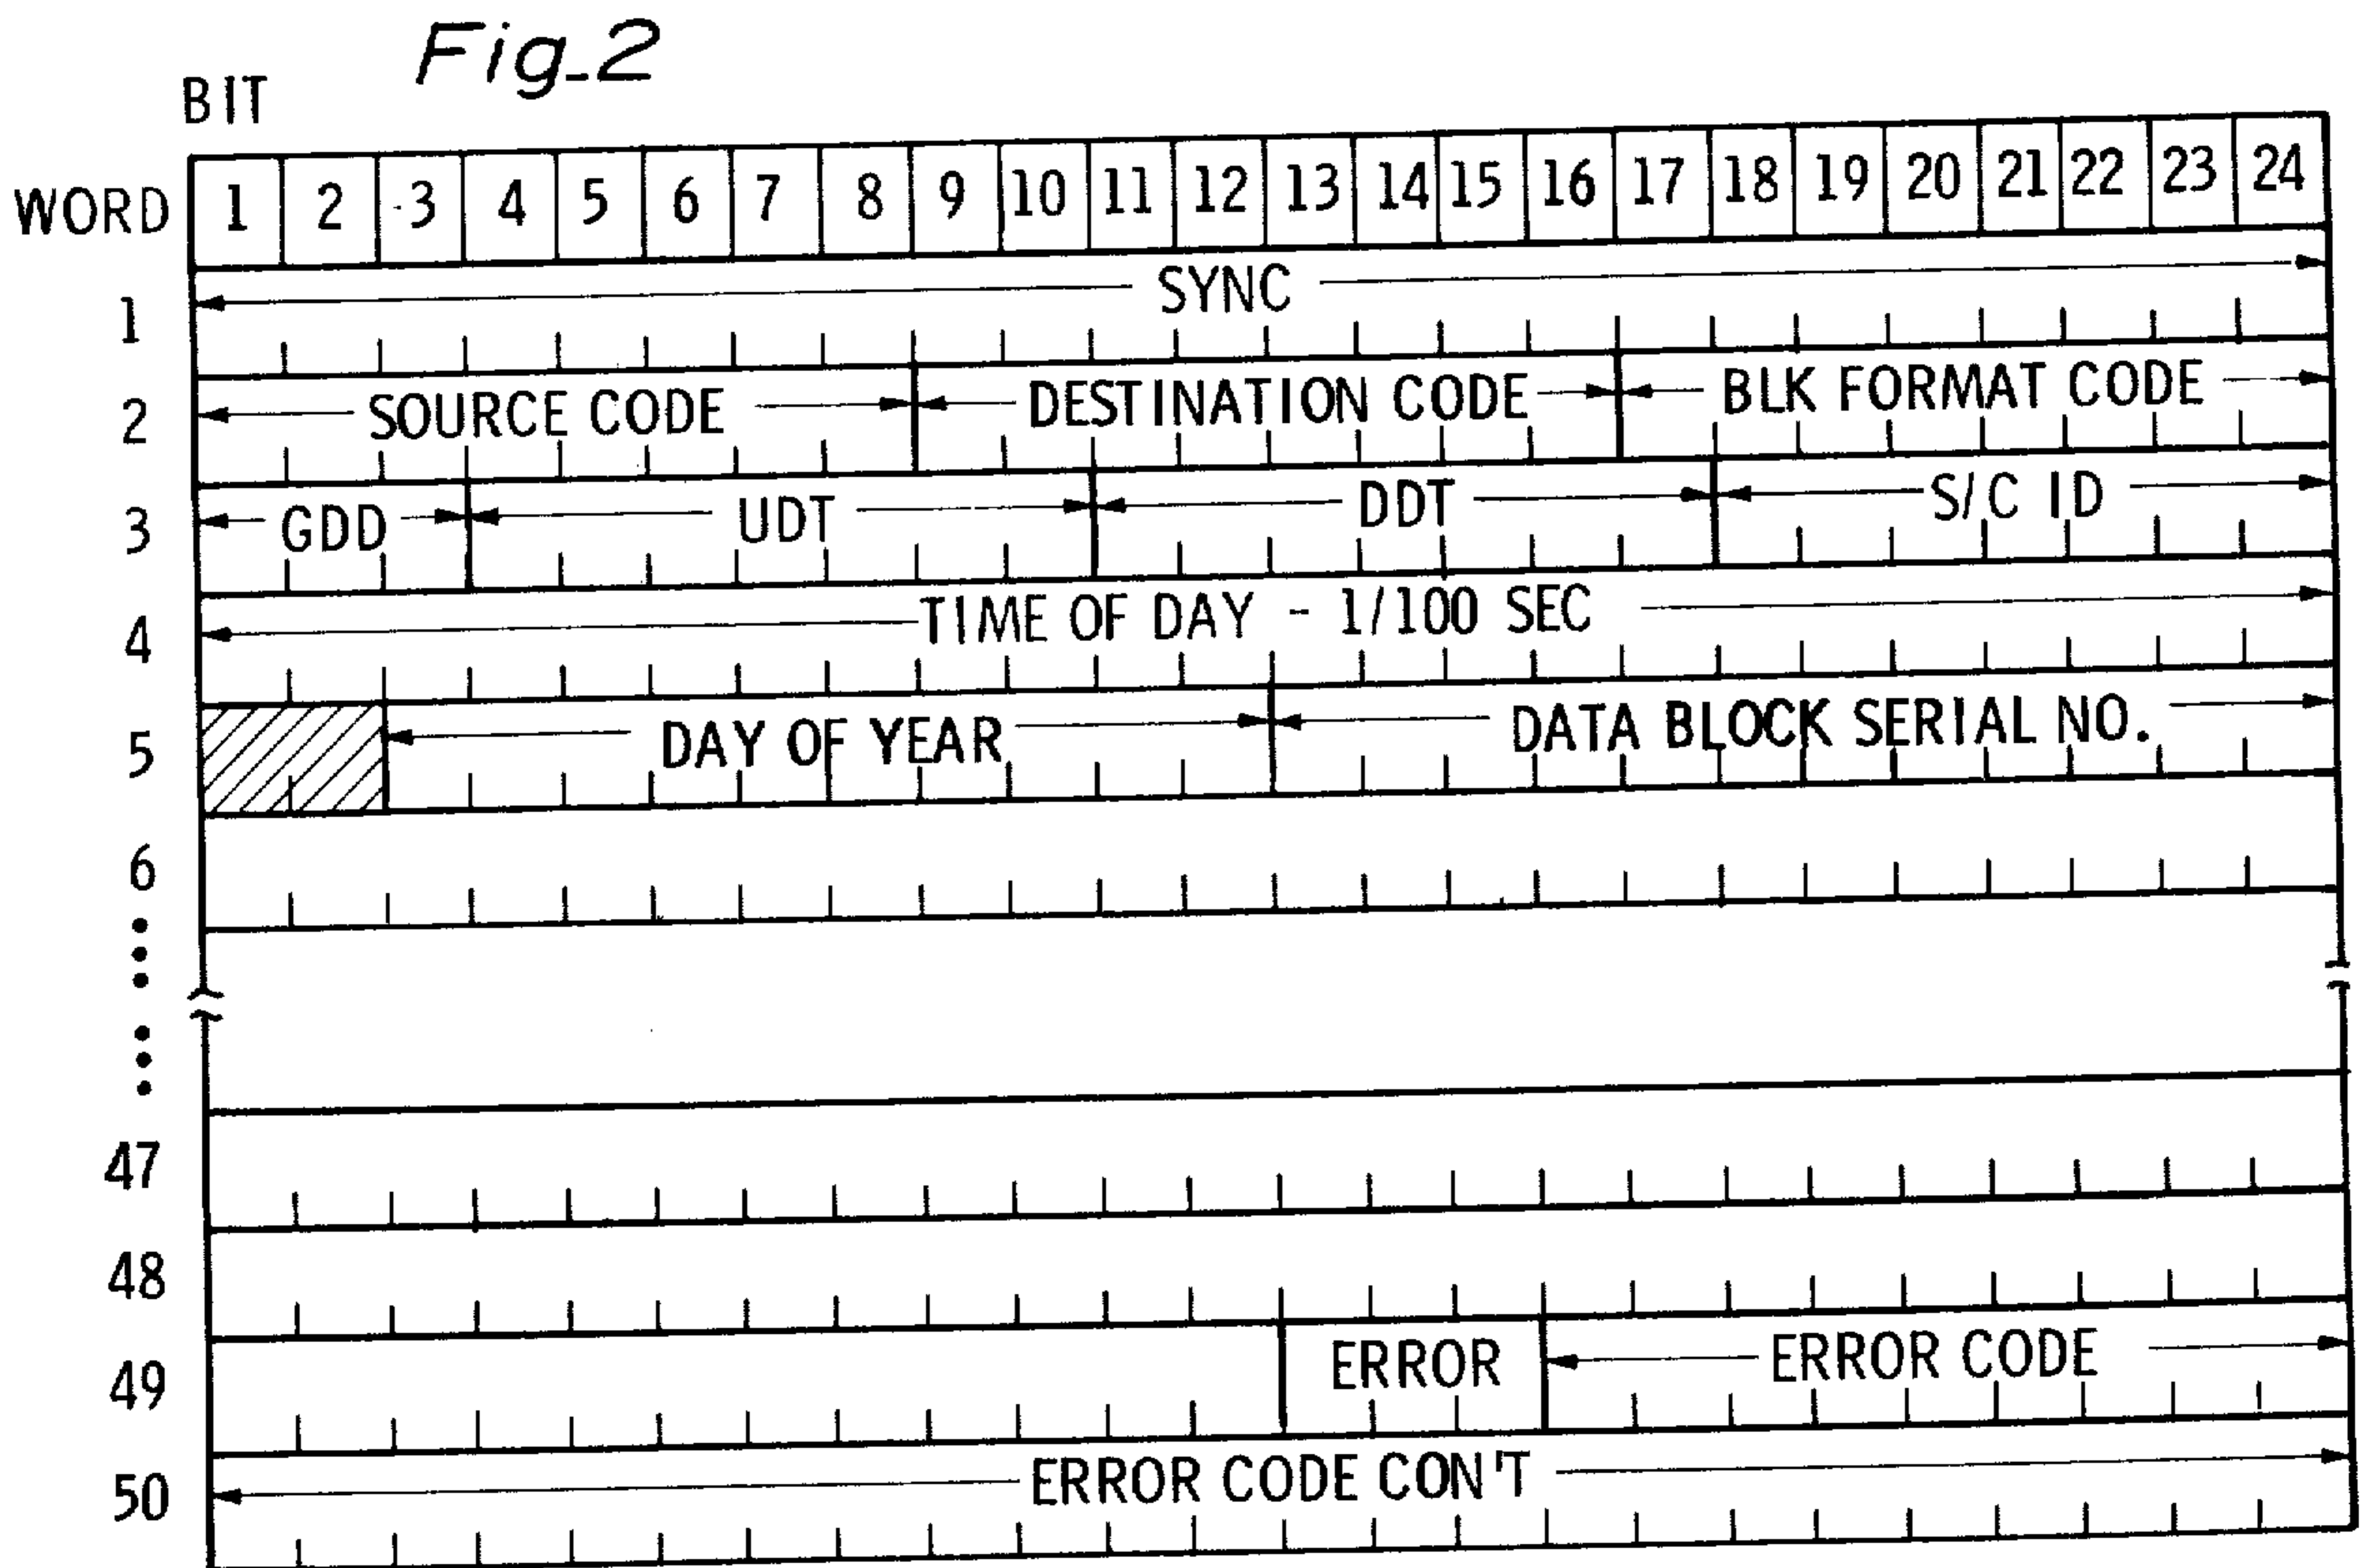 Fig_2
BIT
WORD 1 2 3 4 5 6 7 8 9 10 11 12 13 14 15 16 17 18 19 20 21 22 23 24
1 SYNC
2 SOURCE CODE DESTINATION CODE BLK FORMAT CODE
3 GDD UDT DDT S/C ID
4 TIME OF DAY - 1/100 SEC
5 DAY OF YEAR DATA BLOCK SERIAL NO.
6
47
48
49 ERROR ERROR CODE
50 ERROR CODE CON'T